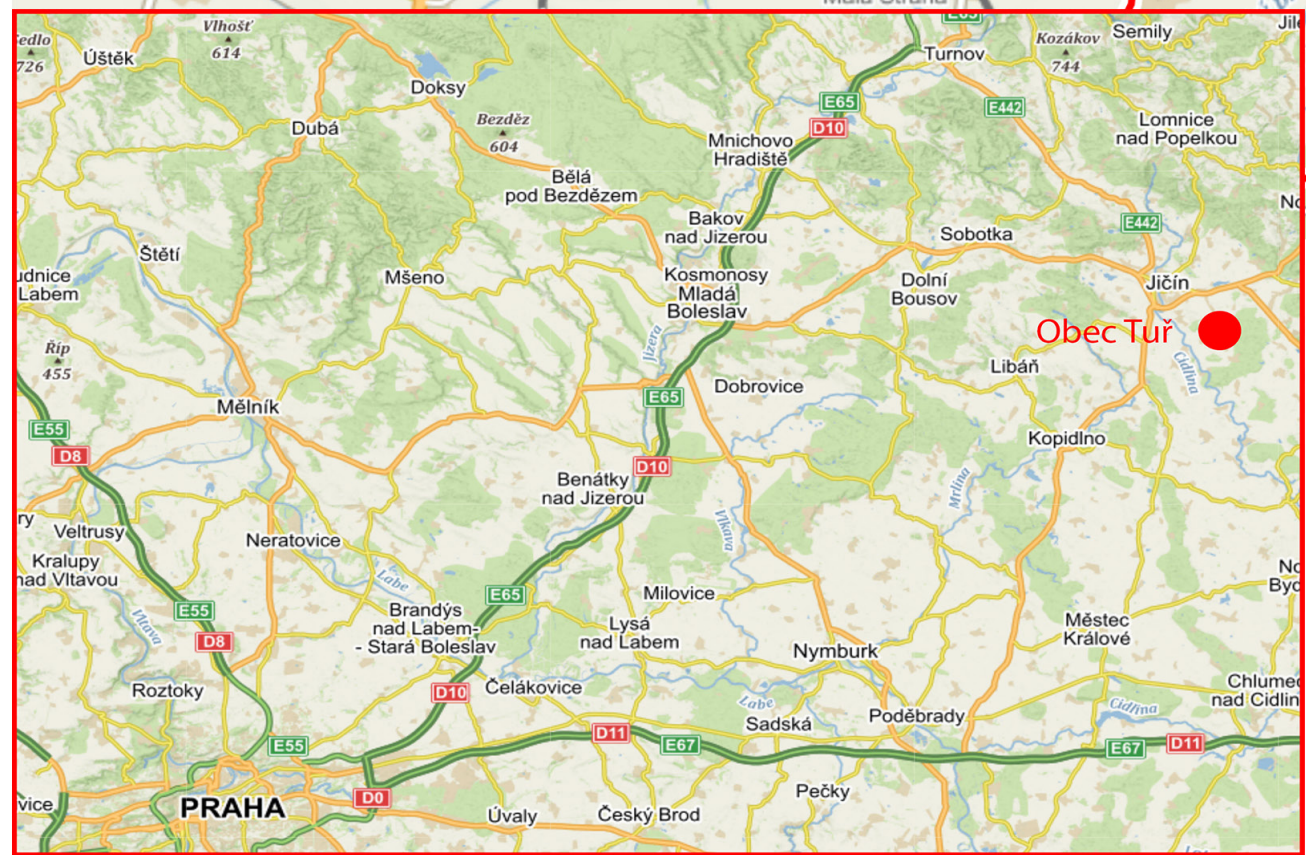 Vlhošť
614
726
Úštěk
Doksy
Bezděz
604
Dubá
Bělá
pod Bezdězem
Mnichovo
Hradiště
E65
D10
Turnov
Kozákov
744
Semily
E442
Lomnice
nad Popelkou
Bakov
nad Jizerou
Sobotka
E442
Štětí
Mšeno
Kosmonosy
Mladá
Boleslav
Dolní
Bousov
Jičín
Labem
Obec Tuř
Říp
455
Jizera
Cidlina
Libáň
Dobrovice
Mělník
E65
E55
D8
Kopidlno
D10
Benátky
nad Jizerou
Mrlina
Vlkava
Veltrusy
Neratovice
Kralupy
nad Vltavou
Labe
E65
Milovice
E55
Vltava
D8
Brandýs
nad Labem-
- Stará Boleslav
Lysá
nad Labem
Městec
Králové
Nymburk
Roztoky
D10
Čelákovice
Labe
Sadská
Poděbrady
Cidlina
Chlumec
nad Cidlin
E55
D11
E67
E67
D11
PRAHA
D0
Úvaly
Český Brod
Pečky